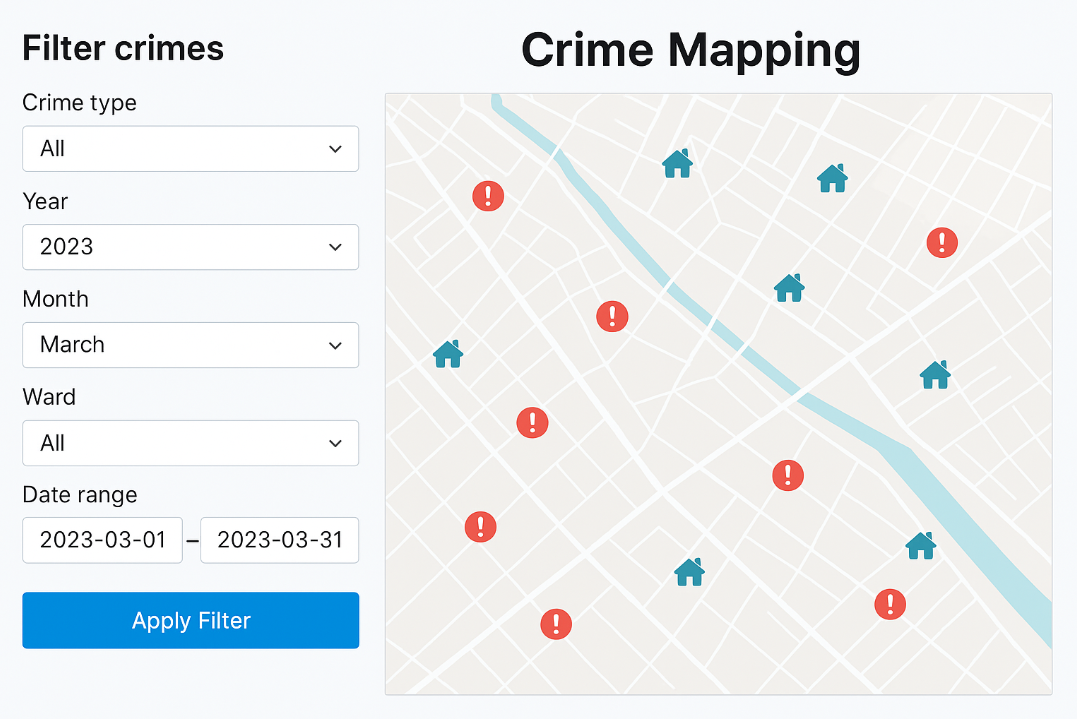 Filter crimes
Crime type
All
Year
2023
Month
March
Ward
All
Date range
2023-03-01 – 2023-03-31
Apply Filter
Crime Mapping